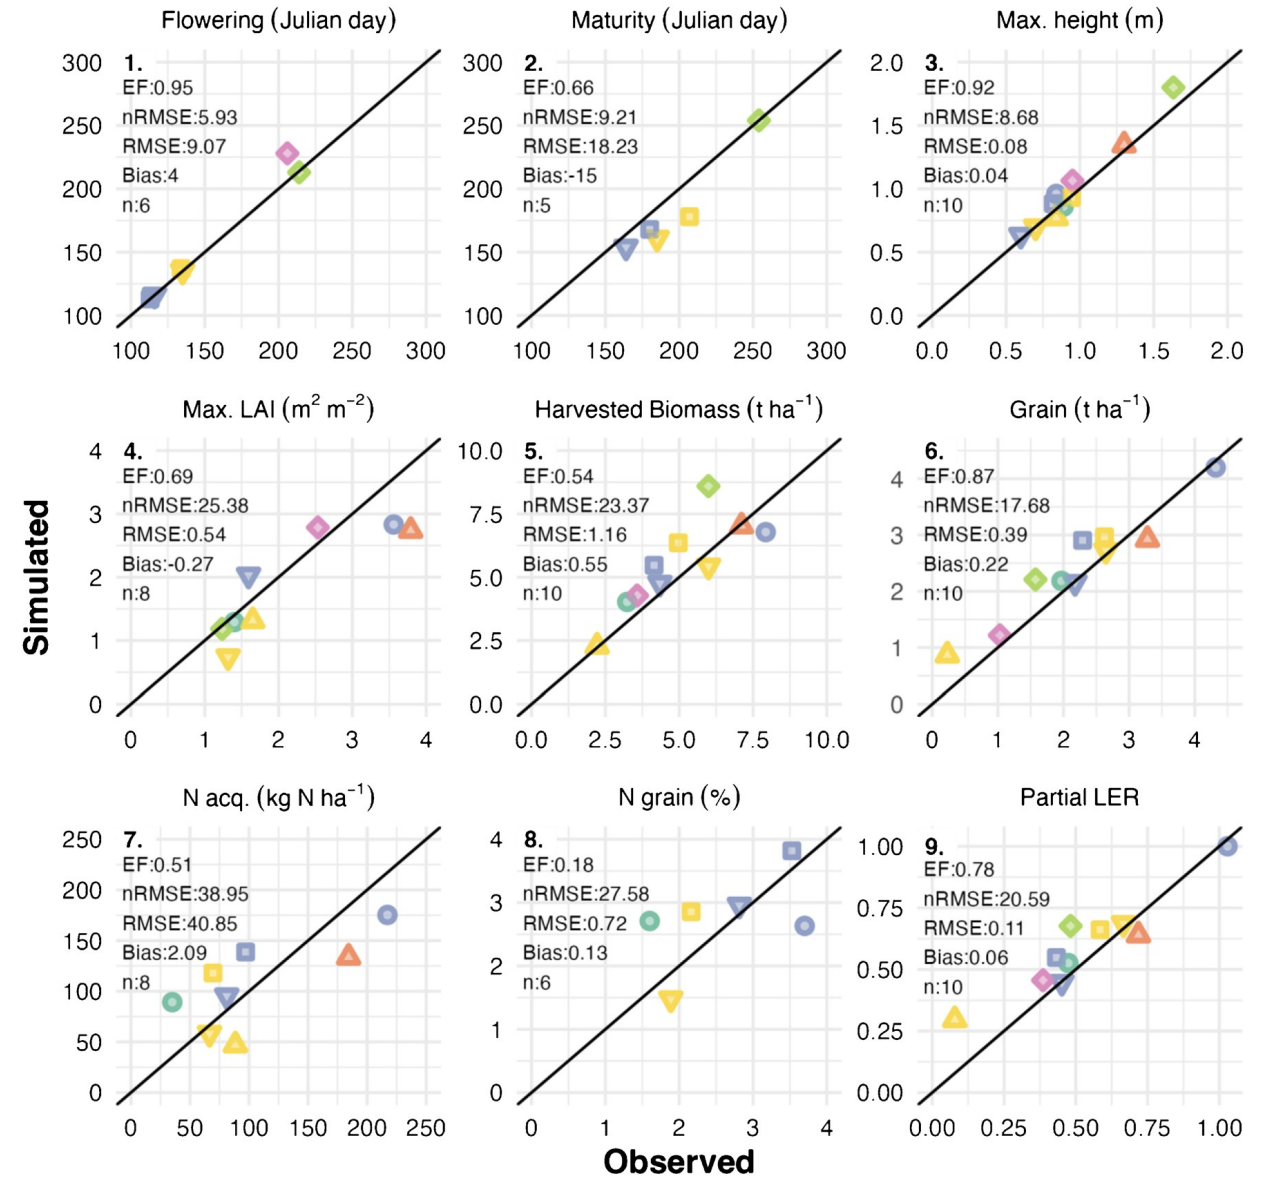 Flowering (Julian day)
1.
EF:0.95
nRMSE:5.93
RMSE:9.07
Bias:4
n:6
300
250
200
150
100
100 150 200 250 300
Maturity (Julian day)
2.
EF:0.66
nRMSE:9.21
RMSE:18.23
Bias:-15
n:5
300
250
200
150
100
100 150 200 250 300
Max. height (m)
3.
EF:0.92
nRMSE:8.68
RMSE:0.08
Bias:0.04
n:10
2.0
1.5
1.0
0.5
0.0
0.0 0.5 1.0 1.5 2.0
Max. LAI (m² m⁻²)
4.
EF:0.69
nRMSE:25.38
RMSE:0.54
Bias:-0.27
n:8
4
3
2
1
0
0 1 2 3 4
Harvested Biomass (t ha⁻¹)
5.
EF:0.54
nRMSE:23.37
RMSE:1.16
Bias:0.55
n:10
10.0
7.5
5.0
2.5
0.0
0.0 2.5 5.0 7.5 10.0
Grain (t ha⁻¹)
6.
EF:0.87
nRMSE:17.68
RMSE:0.39
Bias:0.22
n:10
4
3
2
1
0
0 1 2 3 4
N acq. (kg N ha⁻¹)
7.
EF:0.51
nRMSE:38.95
RMSE:40.85
Bias:2.09
n:8
250
200
150
100
50
0
0 50 100 150 200 250
N grain (%)
8.
EF:0.18
nRMSE:27.58
RMSE:0.72
Bias:0.13
n:6
4
3
2
1
0
0 1 2 3 4
Partial LER
9.
EF:0.78
nRMSE:20.59
RMSE:0.11
Bias:0.06
n:10
1.00
0.75
0.50
0.25
0.00
0.00 0.25 0.50 0.75 1.00
Simulated
Observed